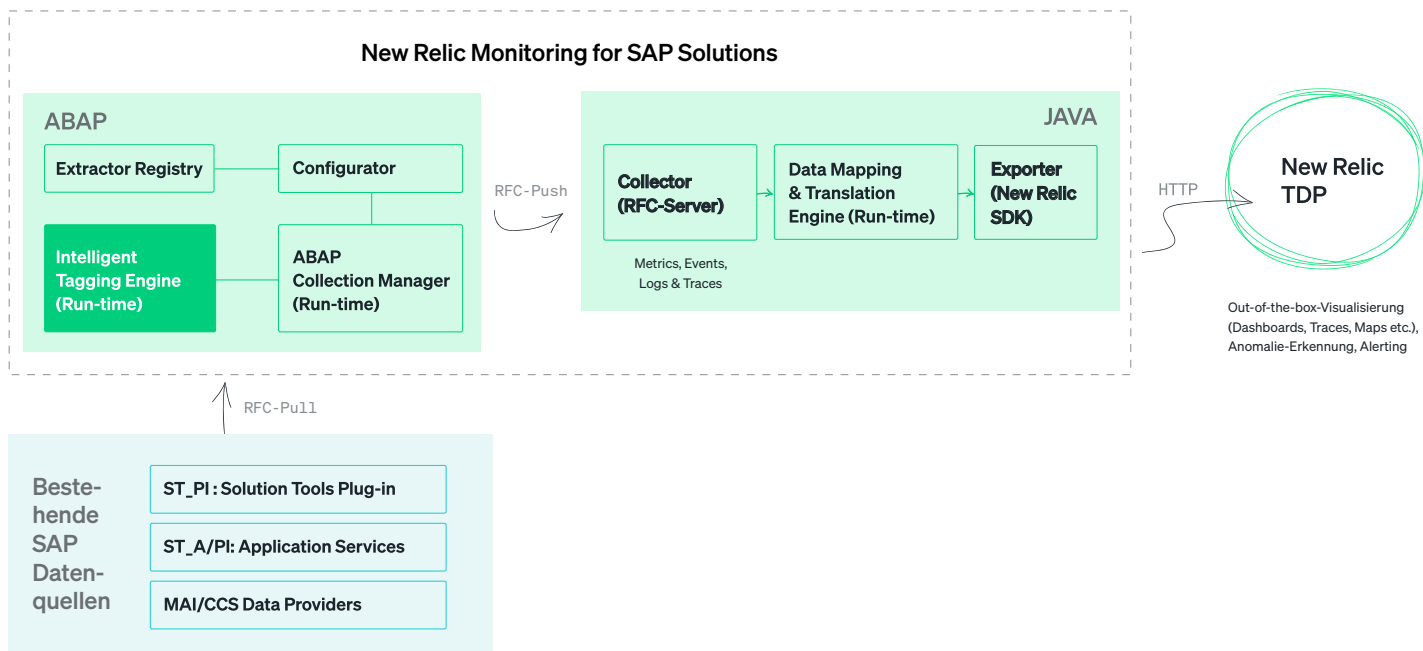 New Relic Monitoring for SAP Solutions
ABAP
Extractor Registry
Configurator
Intelligent
Tagging Engine
(Run-time)
ABAP
Collection Manager
(Run-time)
RFC-Push
JAVA
Collector
(RFC-Server)
Data Mapping
& Translation
Engine (Run-time)
Exporter
(New Relic
SDK)
Metrics, Events,
Logs & Traces
HTTP
New Relic
TDP
Out-of-the-box-Visualisierung
(Dashboards, Traces, Maps etc.),
Anomalie-Erkennung, Alerting
RFC-Pull
Beste-
hende
SAP
Daten-
quellen
ST_PI : Solution Tools Plug-in
ST_A/PI: Application Services
MAI/CCS Data Providers